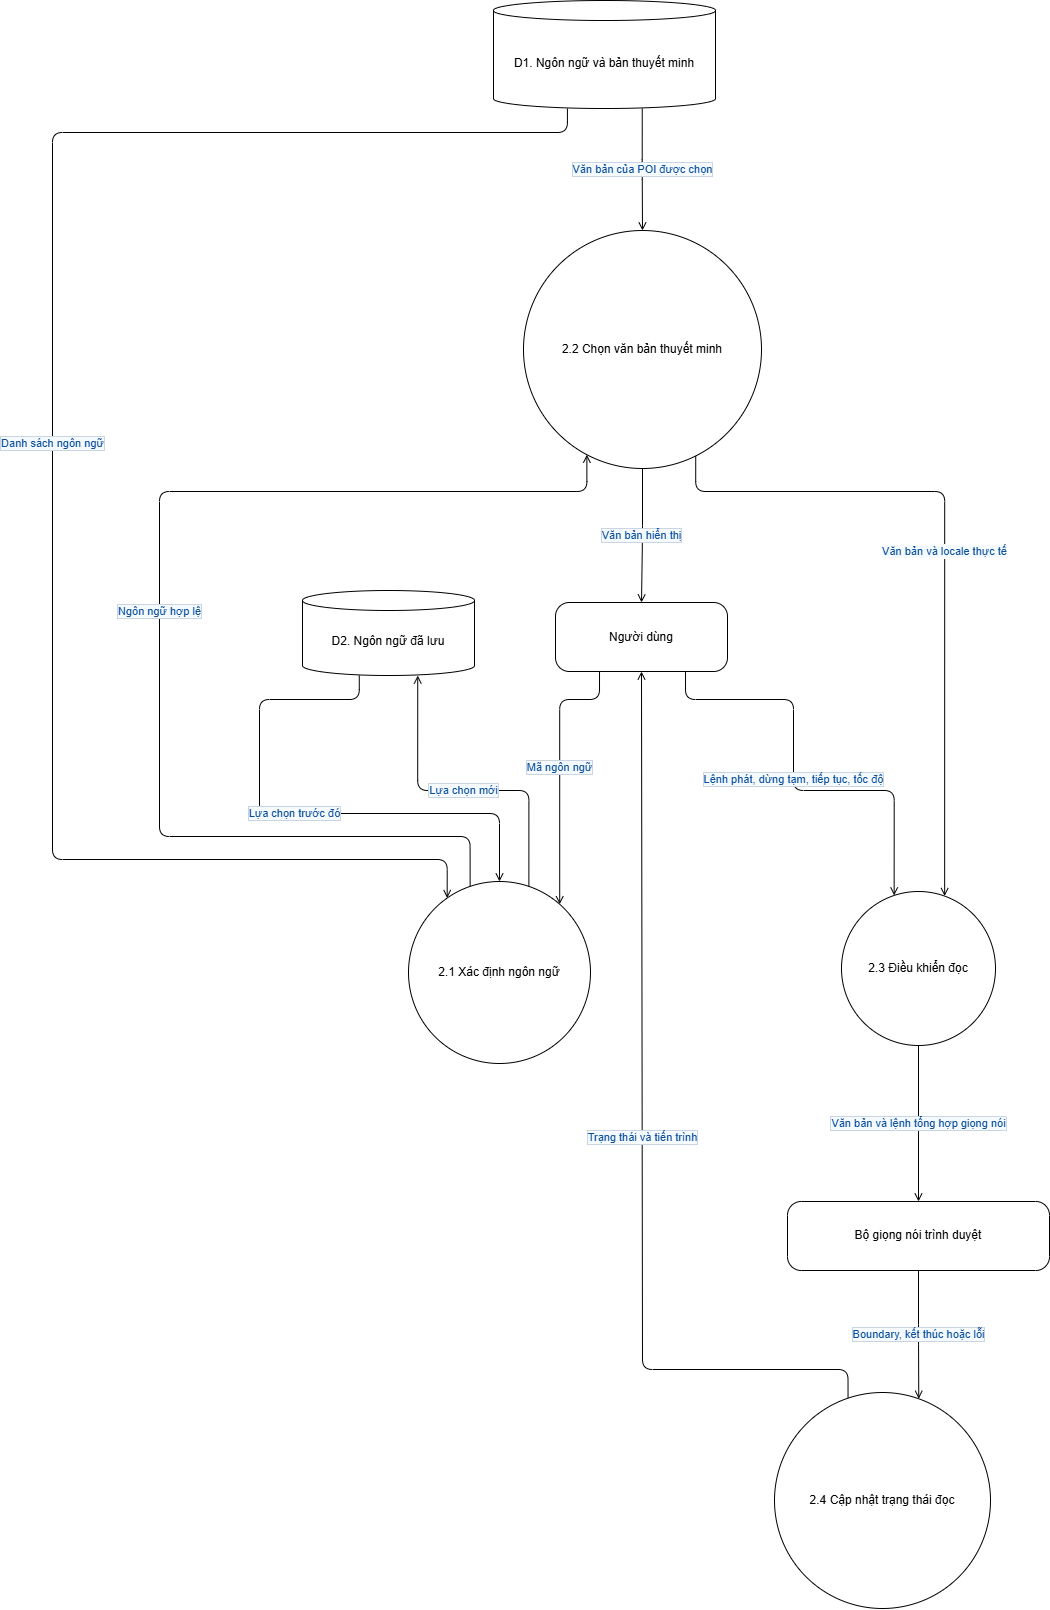 D1. Ngôn ngữ và bản thuyết minh
Văn bản của POI được chọn
2.2 Chọn văn bản thuyết minh
Danh sách ngôn ngữ
Văn bản hiển thị
Văn bản và locale thực tế
Ngôn ngữ hợp lệ
D2. Ngôn ngữ đã lưu
Người dùng
Mã ngôn ngữ
Lệnh phát, dừng tạm, tiếp tục, tốc độ
Lựa chọn mới
Lựa chọn trước đó
2.1 Xác định ngôn ngữ
2.3 Điều khiển đọc
Văn bản và lệnh tổng hợp giọng nói
Trạng thái và tiến trình
Bộ giọng nói trình duyệt
Boundary, kết thúc hoặc lỗi
2.4 Cập nhật trạng thái đọc